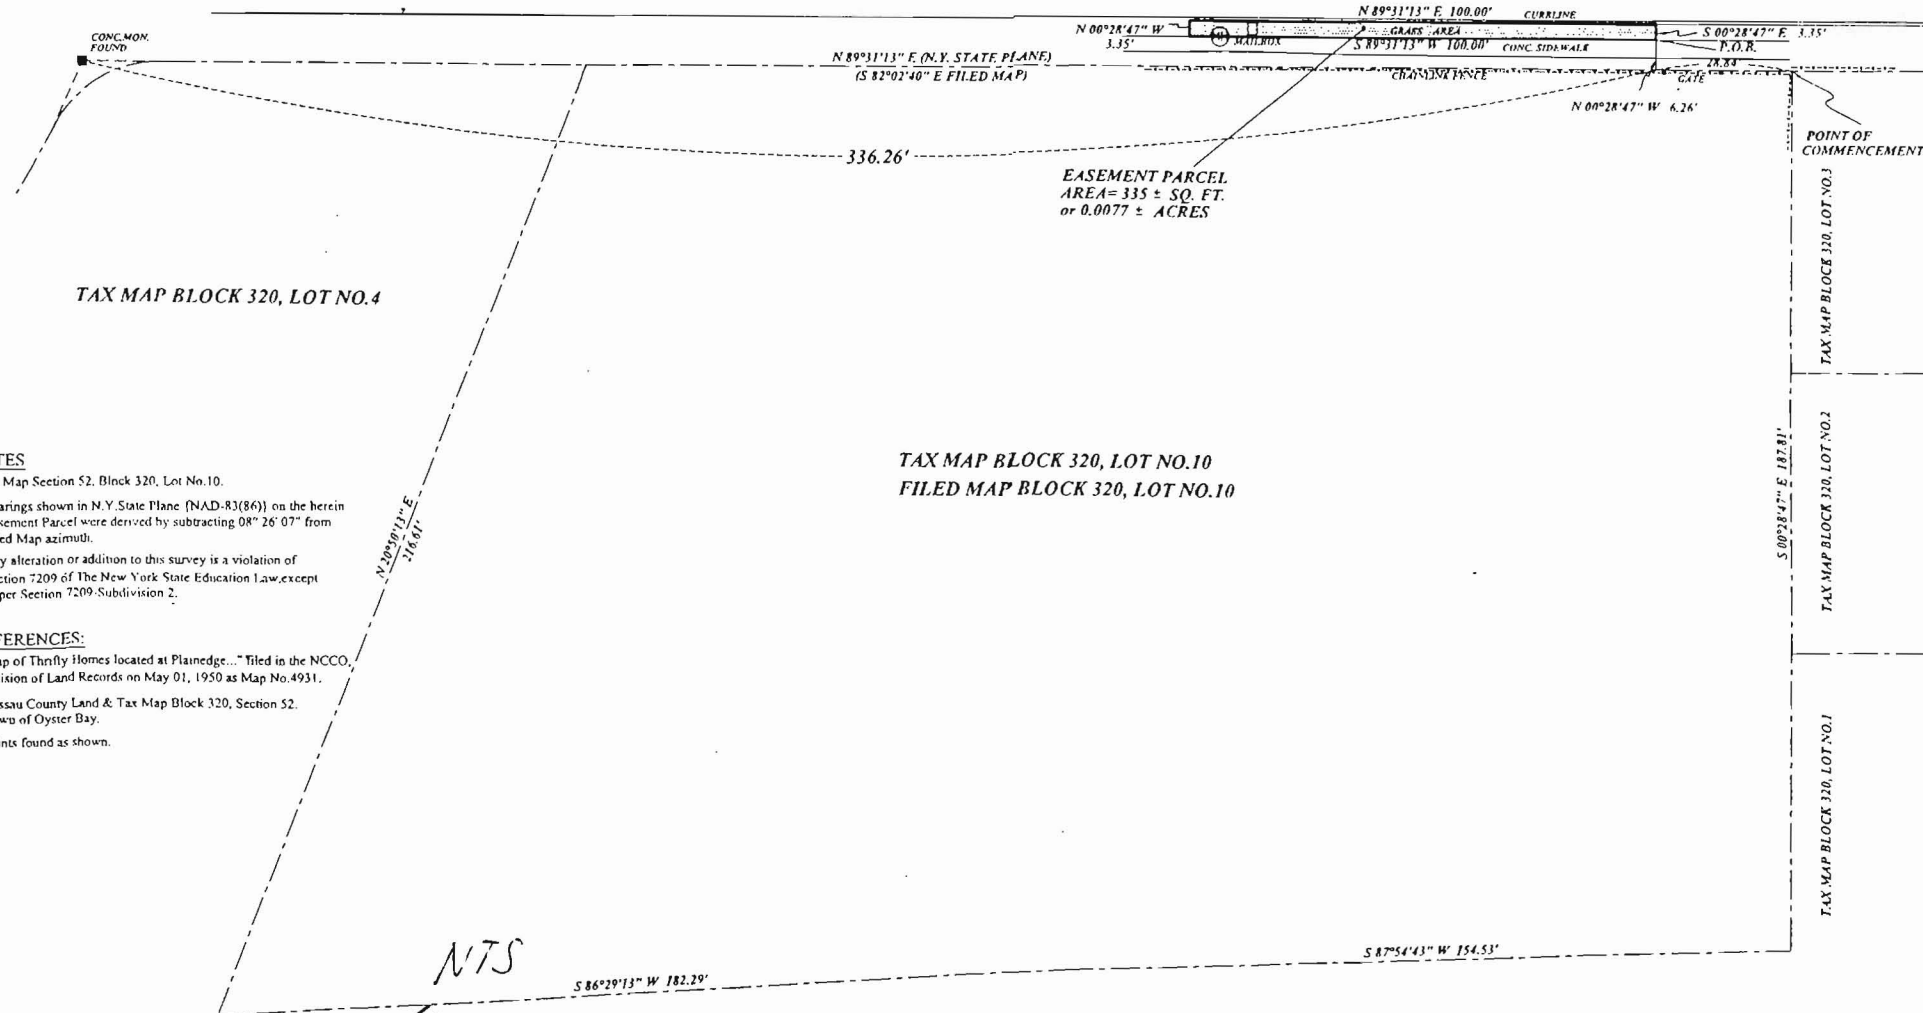 CONC.MON.
FOUND
N 89°31'13" E (N.Y. STATE PLANE)
(S 82°02'40" E FILED MAP)
N 00°28'47" W
3.35'
N 89°31'13" E 100.00'
CURBLINE
GRASS AREA
MAILBOX
S 89°31'13" W 100.00'
CONC. SIDEWALK
S 00°28'47" E 3.35'
P.O.B.
28.84'
CHAINLINK FENCE
GATE
N 00°28'47" W 6.26'
POINT OF
COMMENCEMENT
336.26'
EASEMENT PARCEL
AREA= 335 ± SQ. FT.
or 0.0077 ± ACRES
TAX MAP BLOCK 320, LOT NO.4
TAX MAP BLOCK 320, LOT NO.3
TAX MAP BLOCK 320, LOT NO.2
TAX MAP BLOCK 320, LOT NO.1
S 00°28'47" E 187.81'
TAX MAP BLOCK 320, LOT NO.10
FILED MAP BLOCK 320, LOT NO.10
N 20°50'13" E
216.61'
TES
Map Section 52, Block 320, Lot No.10.
arings shown in N.Y.State Plane {NAD-83(86)} on the herein
sement Parcel were derived by subtracting 08° 26' 07" from
ed Map azimuth.
y alteration or addition to this survey is a violation of
ction 7209 of The New York State Education Law,except
per Section 7209-Subdivision 2.
FERENCES:
ap of Thrifty Homes located at Plainedge..." filed in the NCCO,
ision of Land Records on May 01, 1950 as Map No.4931.
ssau County Land & Tax Map Block 320, Section 52.
wn of Oyster Bay.
nts found as shown.
NTS
S 86°29'13" W 182.29'
S 87°54'43" W 154.53'